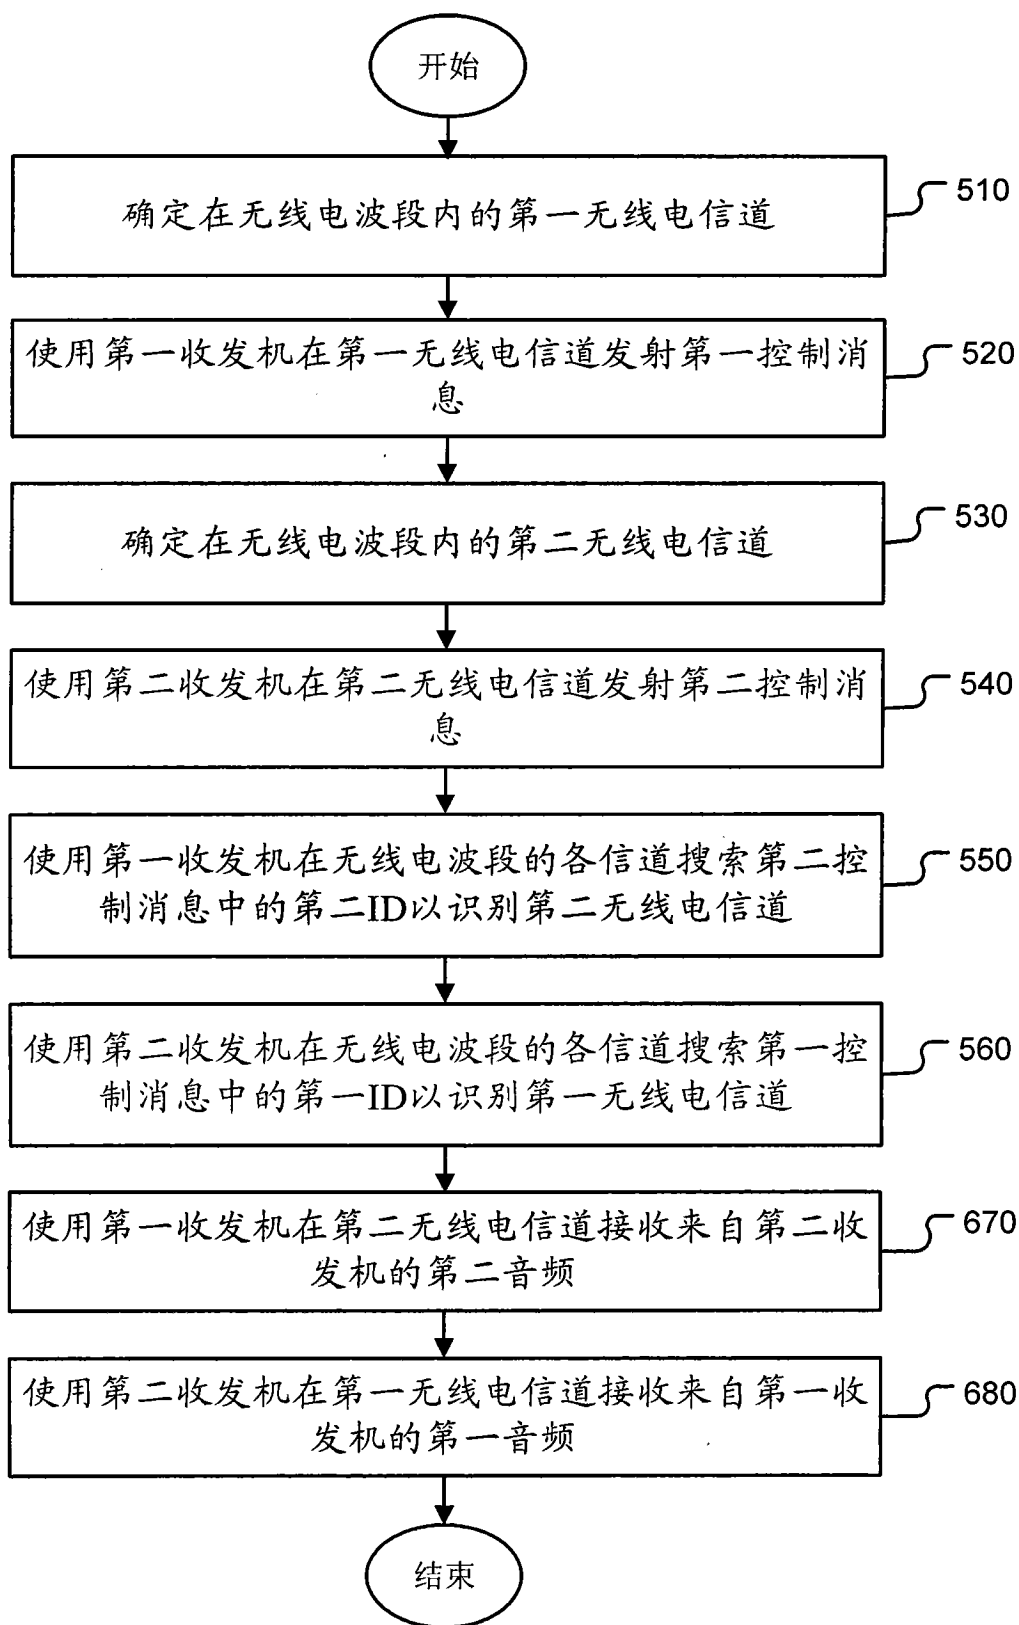 开始
确定在无线电波段内的第一无线电信道
510
使用第一收发机在第一无线电信道发射第一控制消
息
520
确定在无线电波段内的第二无线电信道
530
使用第二收发机在第二无线电信道发射第二控制消
息
540
使用第一收发机在无线电波段的各信道搜索第二控
制消息中的第二ID以识别第二无线电信道
550
使用第二收发机在无线电波段的各信道搜索第一控
制消息中的第一ID以识别第一无线电信道
560
使用第一收发机在第二无线电信道接收来自第二收
发机的第二音频
670
使用第二收发机在第一无线电信道接收来自第一收
发机的第一音频
680
结束